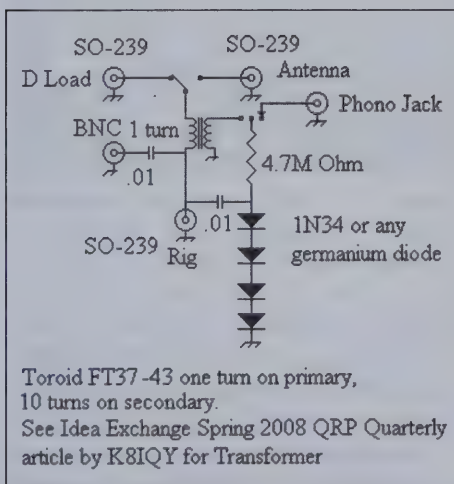 SO-239
SO-239
D Load
Antenna
Phono Jack
BNC 1 turn
4.7M Ohm
.01
.01
1N34 or any
germanium diode
SO-239
Rig
Toroid FT37-43 one turn on primary,
10 turns on secondary.
See Idea Exchange Spring 2008 QRP Quarterly
article by K8IQY for Transformer